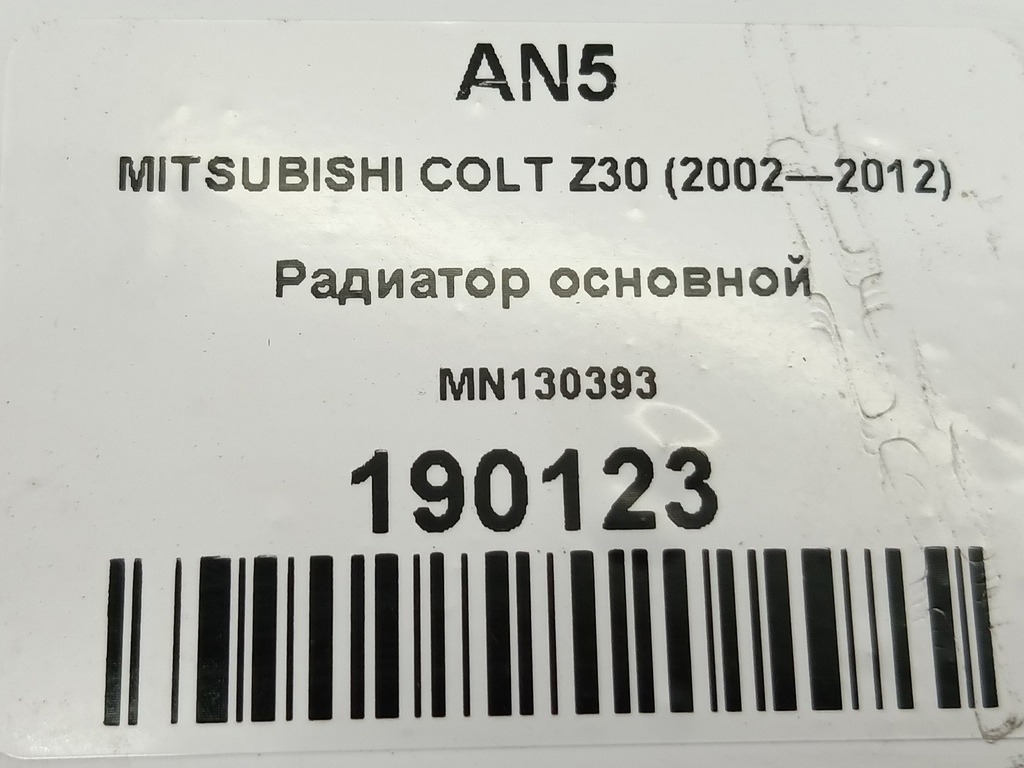 AN5
MITSUBISHI COLT Z30 (2002—2012)
Радиатор основной
MN130393
190123